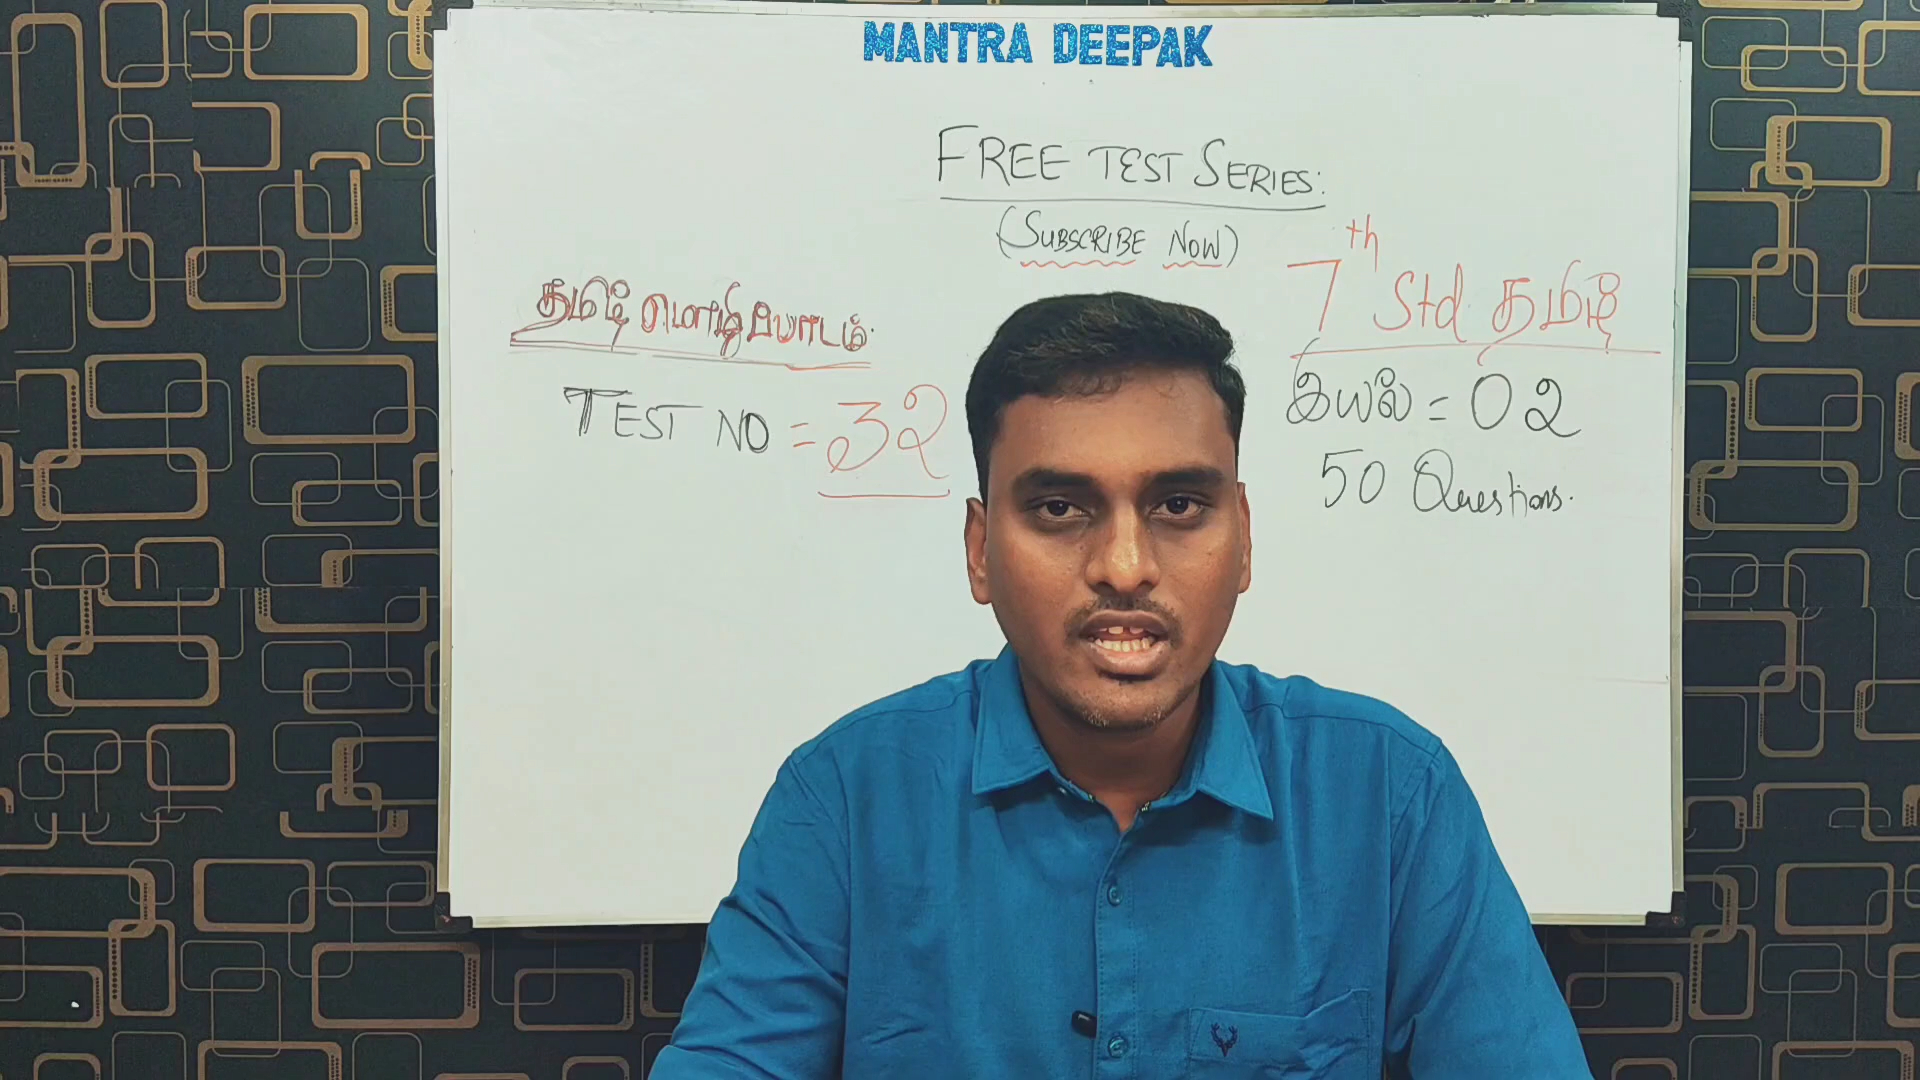 MANTRA DEEPAK
FREE TEST SERIES:
(SUBSCRIBE NOW)
தமிழ் மொழிப்பாடம்
TEST NO = 32
7th Std தமிழ்
இயல் = 02
50 Questions.